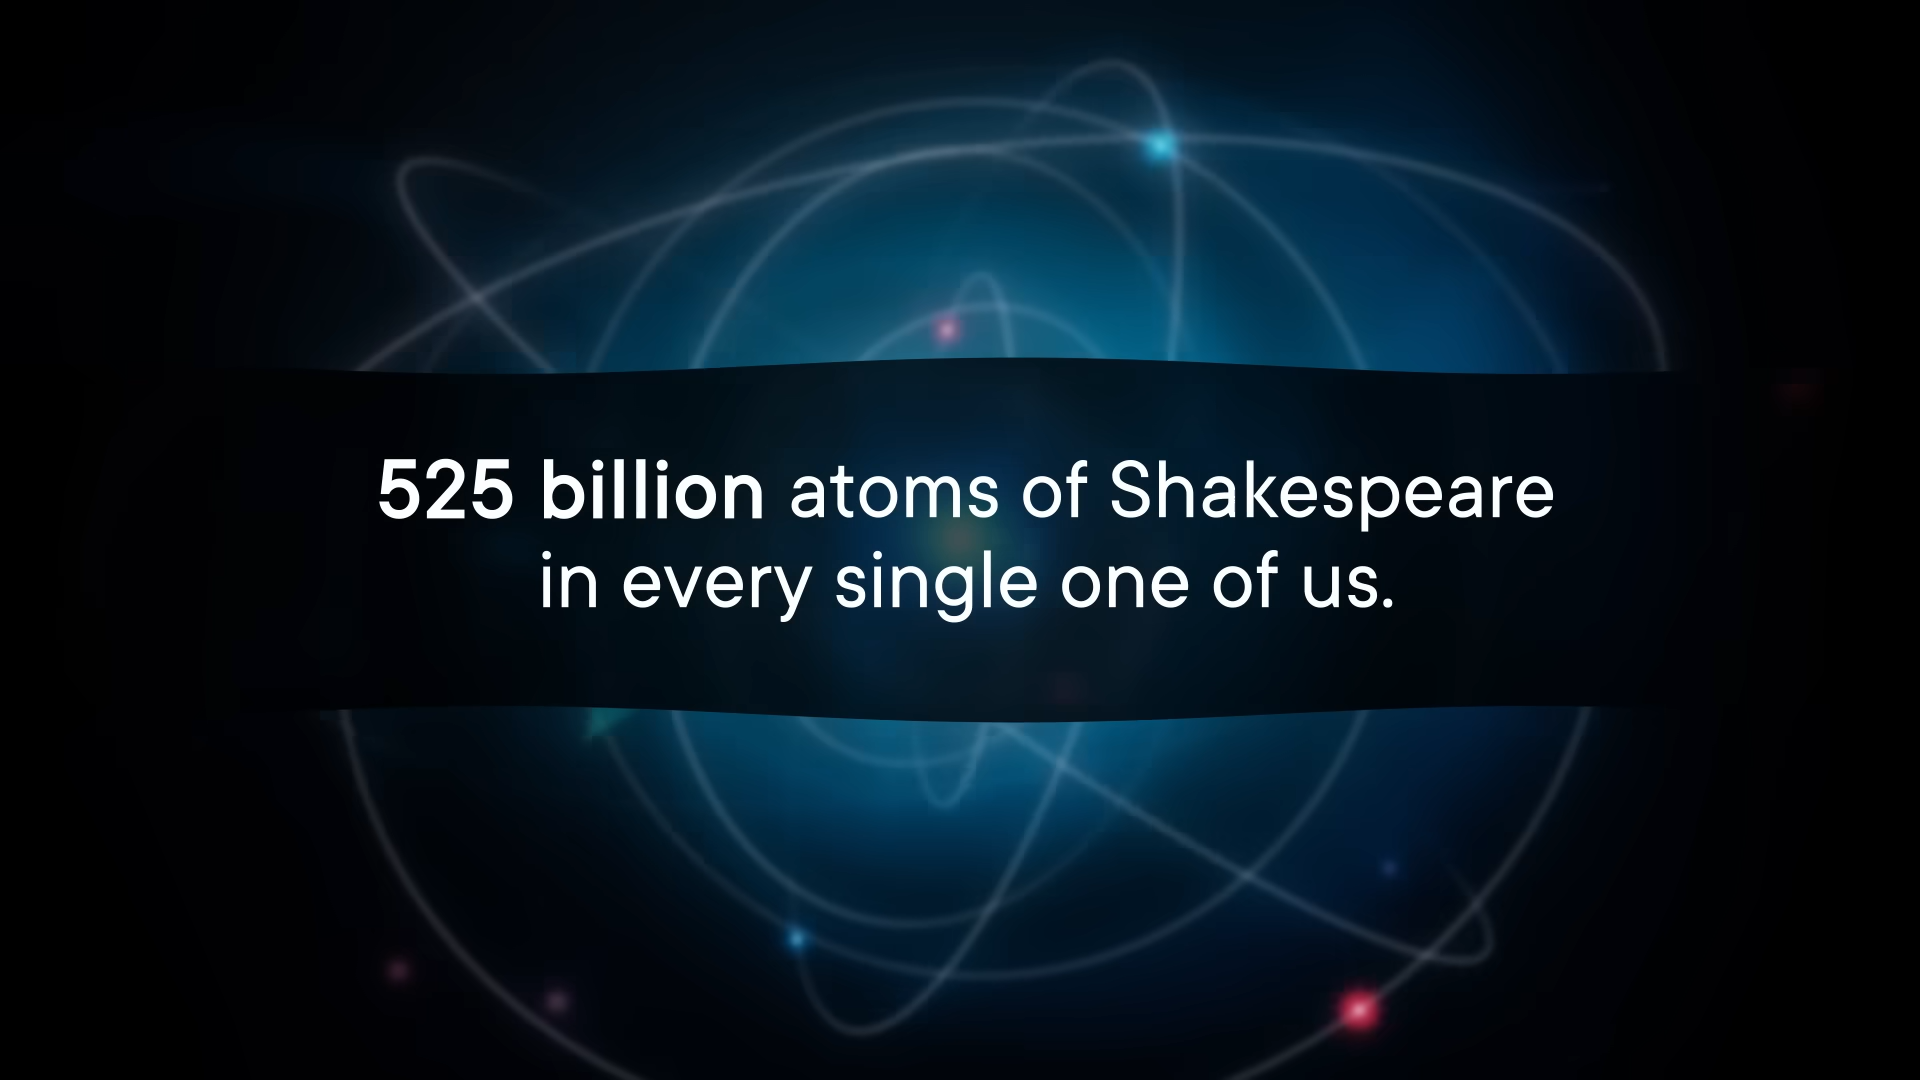 525 billion atoms of Shakespeare
in every single one of us.